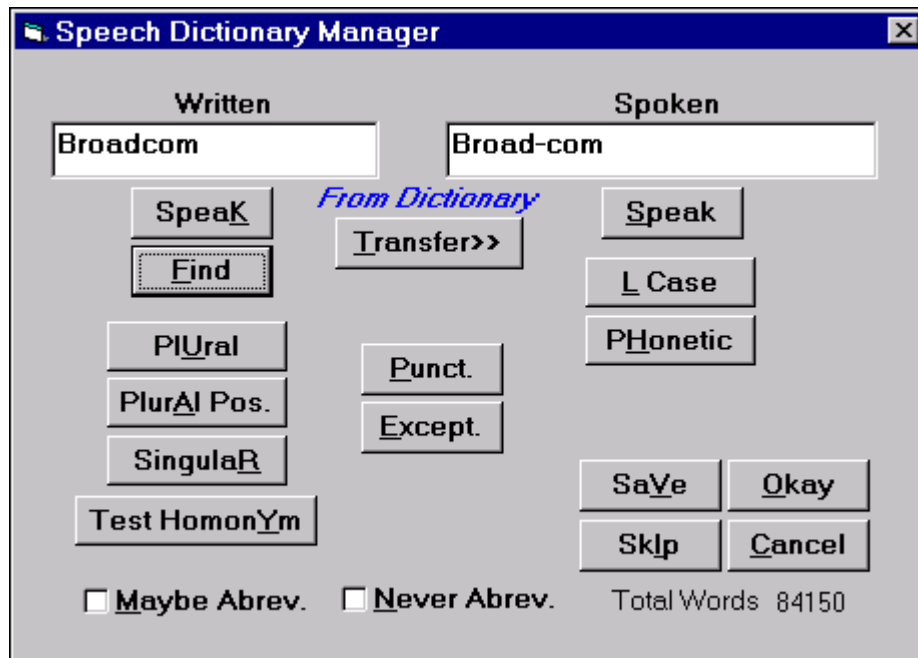 Speech Dictionary Manager
Written Spoken
Broadcom Broad-com
SpeaK From Dictionary Speak
Transfer>>
Find L Case
PlUral PHonetic
Punct.
PlurAl Pos.
Except.
SingulaR
SaVe Okay
Test HomonYm
SkIp Cancel
Maybe Abrev. Never Abrev. Total Words 84150